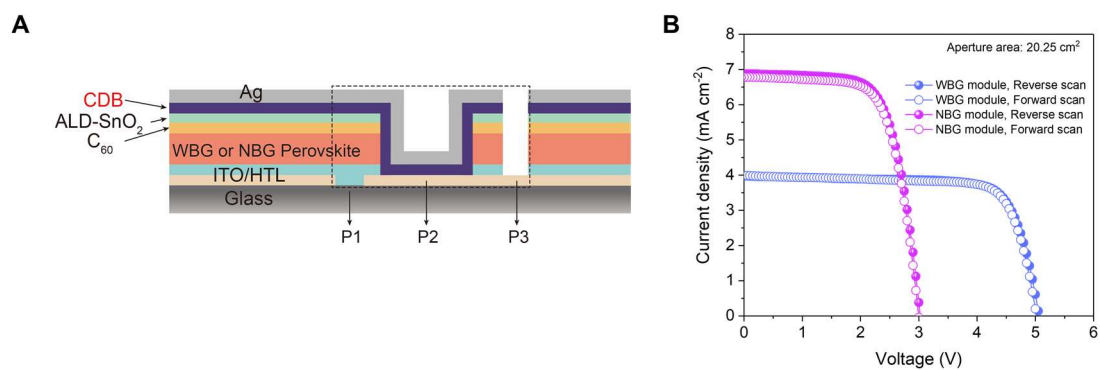 A
Ag
CDB
ALD-SnO2
C60
WBG or NBG Perovskite
ITO/HTL
Glass
P1
P2
P3
B
Aperture area: 20.25 cm2
WBG module, Reverse scan
WBG module, Forward scan
NBG module, Reverse scan
NBG module, Forward scan
Current density (mA cm-2)
8
7
6
5
4
3
2
1
0
0 1 2 3 4 5 6
Voltage (V)